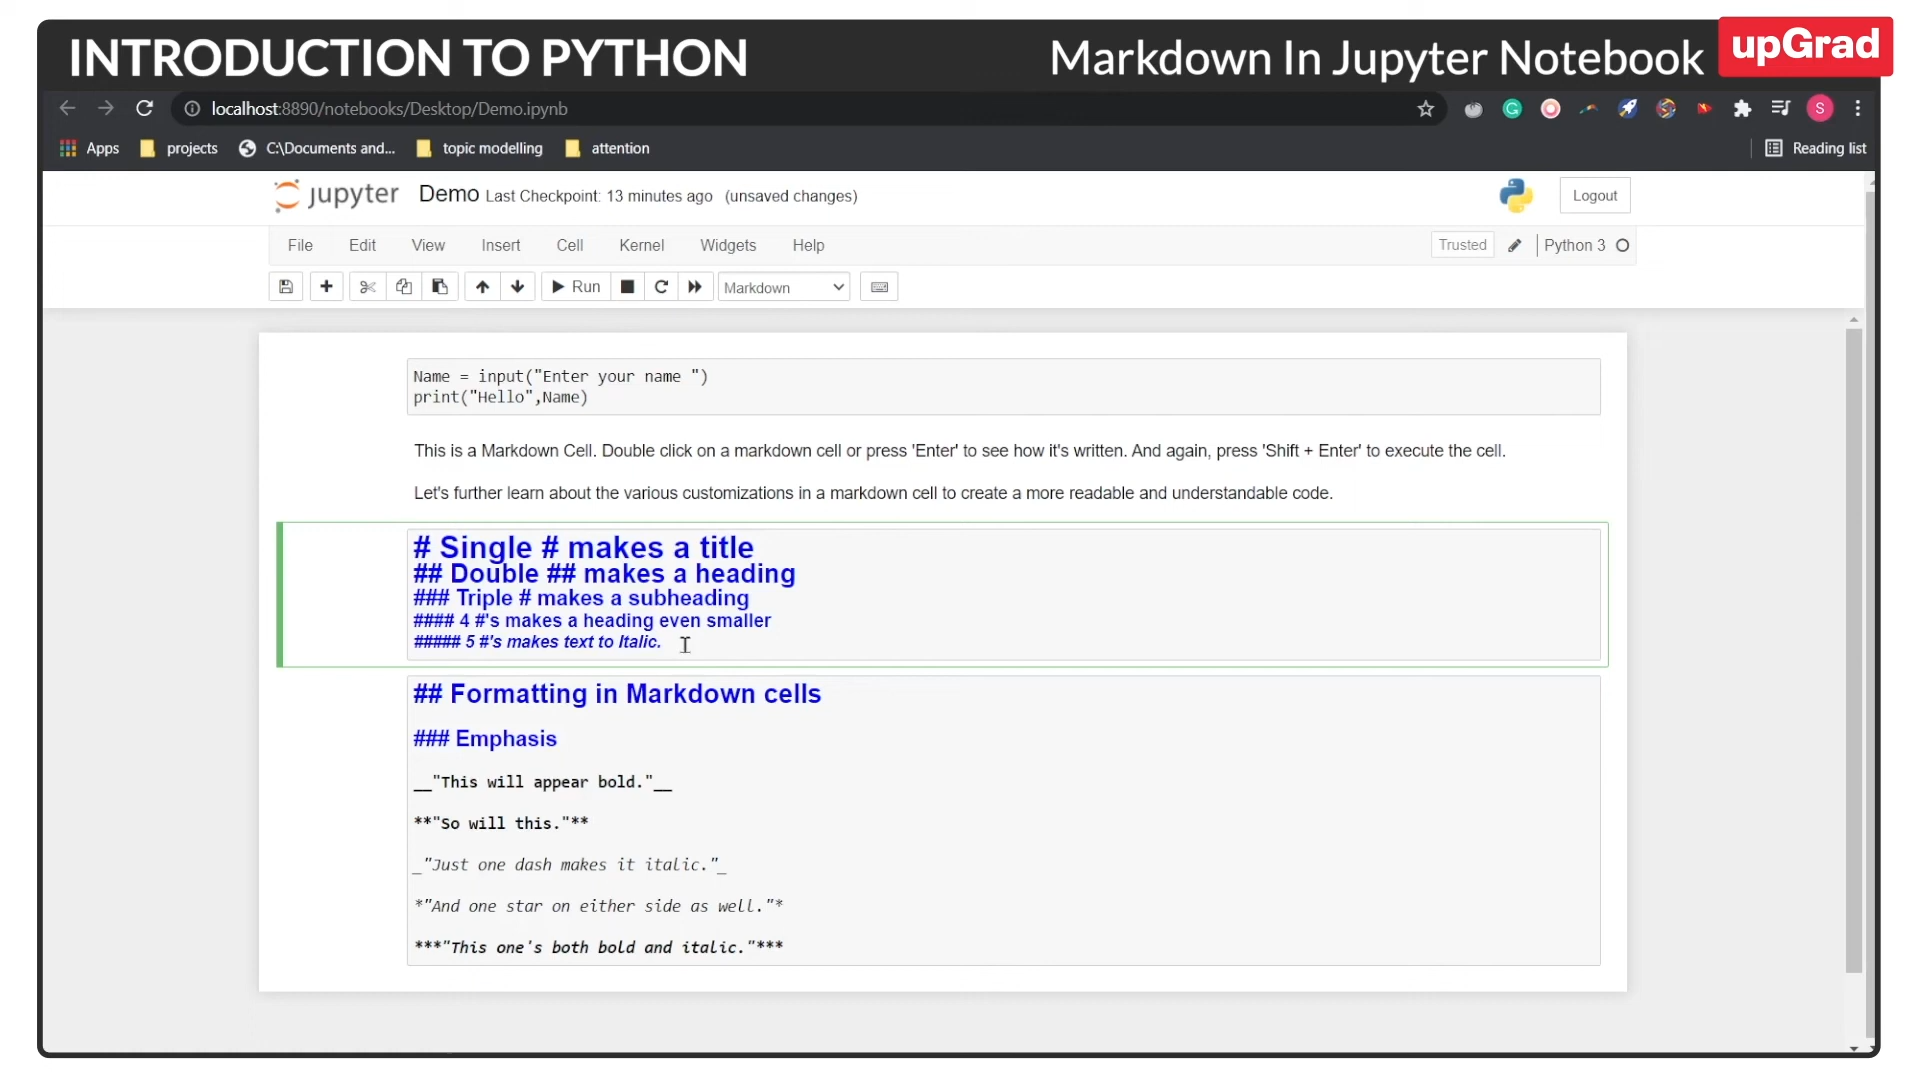 INTRODUCTION TO PYTHON
Markdown In Jupyter Notebook
upGrad
localhost:8890/notebooks/Desktop/Demo.ipynb
S
Apps
projects
C:\Documents and...
topic modelling
attention
Reading list
jupyter
Demo Last Checkpoint: 13 minutes ago (unsaved changes)
Logout
File Edit View Insert Cell Kernel Widgets Help
Trusted
Python 3
Run
Markdown
Name = input("Enter your name ")
print("Hello",Name)
This is a Markdown Cell. Double click on a markdown cell or press 'Enter' to see how it's written. And again, press 'Shift + Enter' to execute the cell.
Let's further learn about the various customizations in a markdown cell to create a more readable and understandable code.
# Single # makes a title
## Double ## makes a heading
### Triple # makes a subheading
#### 4 #'s makes a heading even smaller
##### 5 #'s makes text to Italic.
## Formatting in Markdown cells
### Emphasis
__"This will appear bold."__
**"So will this."**
_"Just one dash makes it italic."_
*"And one star on either side as well."*
***"This one's both bold and italic."***